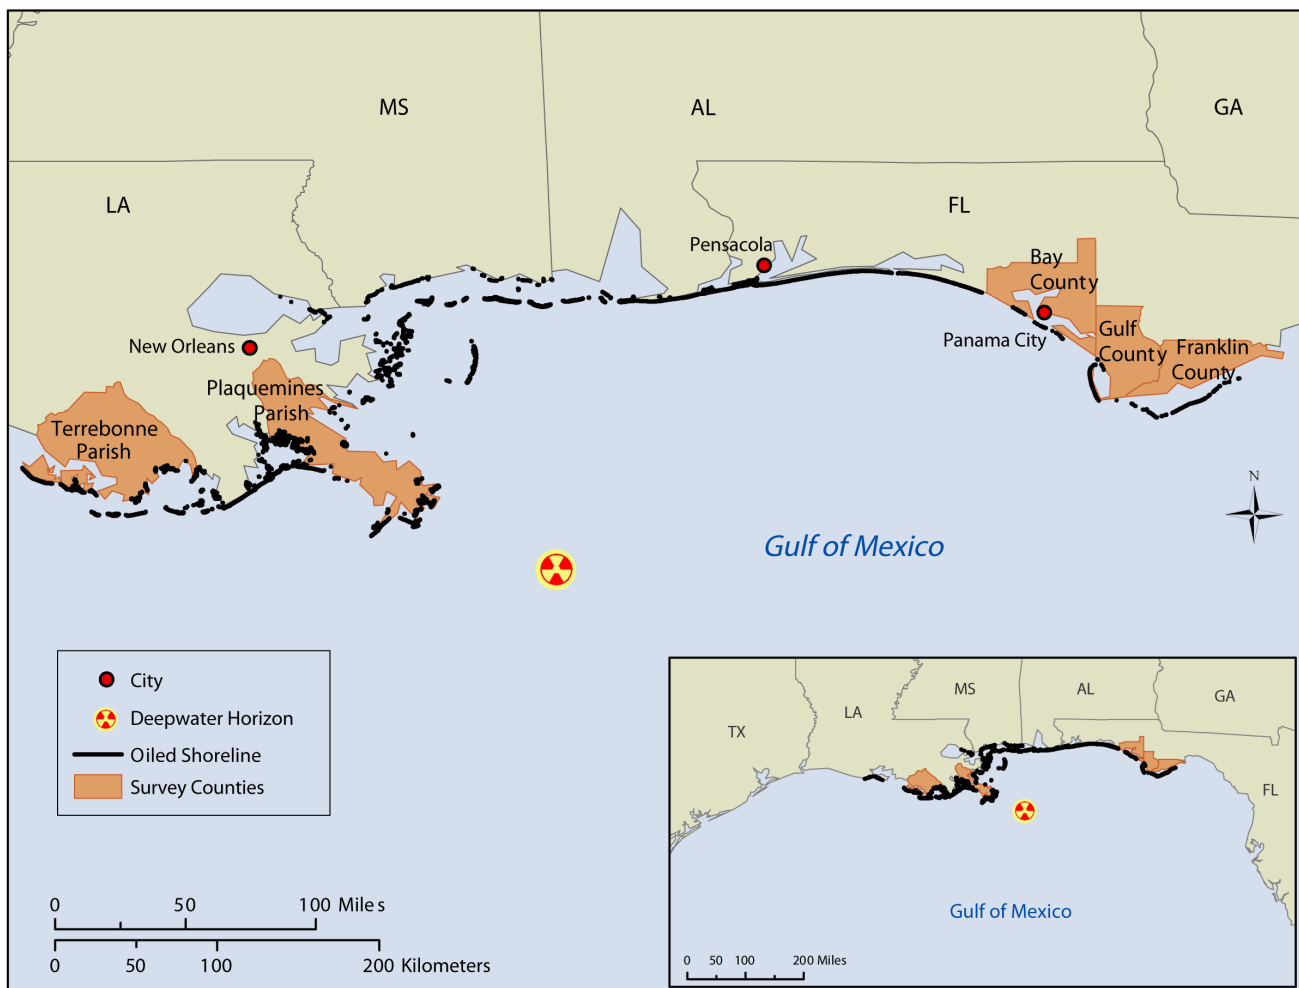 MS
AL
GA
LA
FL
Pensacola
Bay
County
New Orleans
Panama City
Gulf
County
Franklin
County
Plaquemines
Parish
Terrebonne
Parish
N
Gulf of Mexico
City
Deepwater Horizon
Oiled Shoreline
Survey Counties
0 50 100 Miles
0 50 100 200 Kilometers
TX
LA
MS
AL
GA
FL
Gulf of Mexico
0 50 100 200 Miles